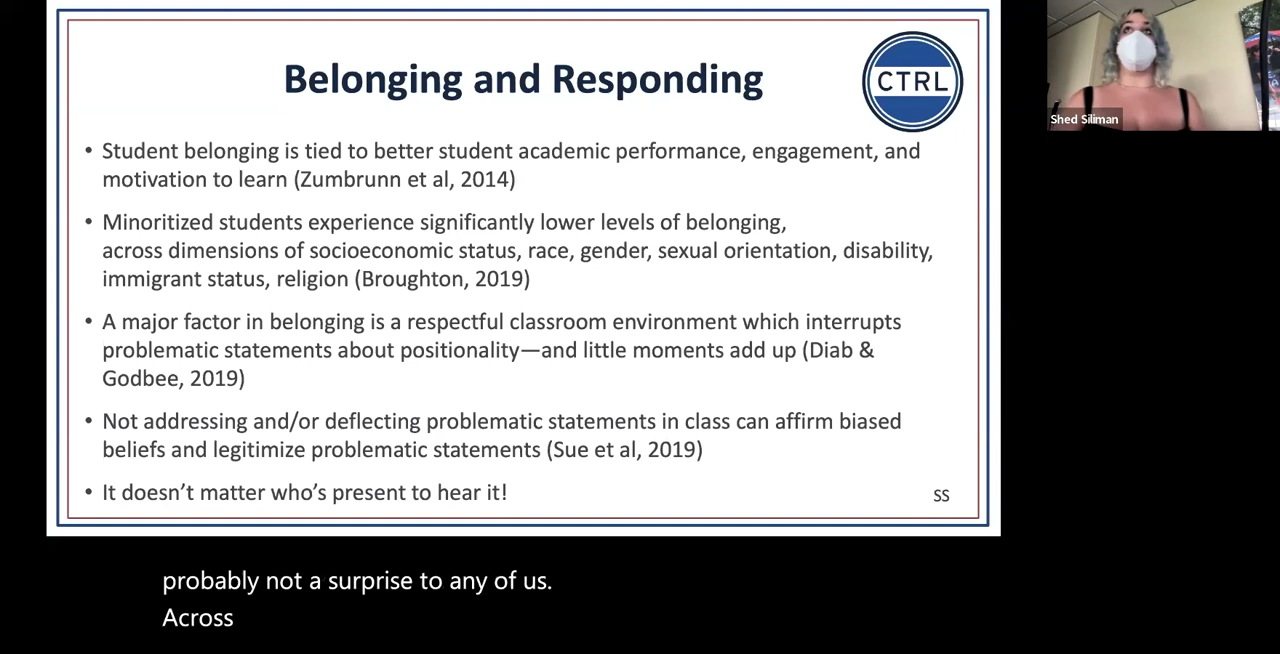 Belonging and Responding
CTRL
• Student belonging is tied to better student academic performance, engagement, and
motivation to learn (Zumbrunn et al, 2014)
• Minoritized students experience significantly lower levels of belonging,
across dimensions of socioeconomic status, race, gender, sexual orientation, disability,
immigrant status, religion (Broughton, 2019)
• A major factor in belonging is a respectful classroom environment which interrupts
problematic statements about positionality—and little moments add up (Diab &
Godbee, 2019)
• Not addressing and/or deflecting problematic statements in class can affirm biased
beliefs and legitimize problematic statements (Sue et al, 2019)
• It doesn’t matter who’s present to hear it!
SS
Shed Siliman
probably not a surprise to any of us.
Across